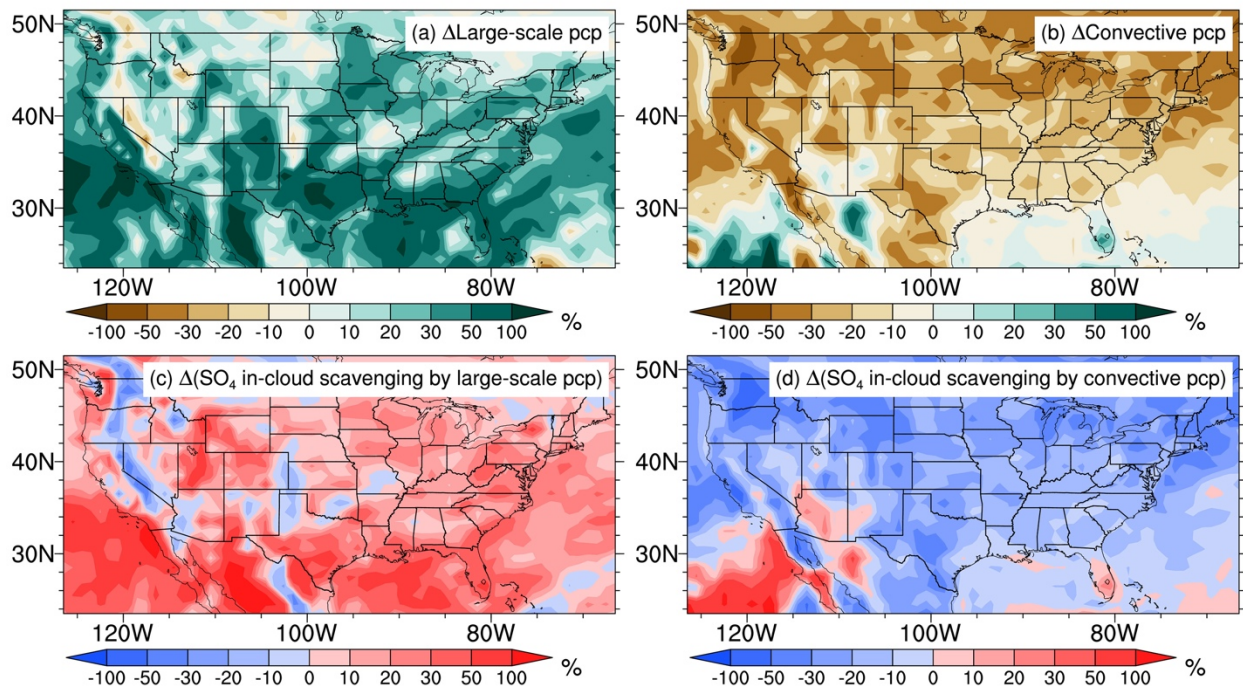 50N
40N
30N
(a) ΔLarge-scale pcp
120W 100W 80W
-100 -50 -30 -20 -10 0 10 20 30 50 100 %
50N
40N
30N
(b) ΔConvective pcp
120W 100W 80W
-100 -50 -30 -20 -10 0 10 20 30 50 100 %
50N
40N
30N
(c) Δ(SO₄ in-cloud scavenging by large-scale pcp)
120W 100W 80W
-100 -50 -30 -20 -10 0 10 20 30 50 100 %
50N
40N
30N
(d) Δ(SO₄ in-cloud scavenging by convective pcp)
120W 100W 80W
-100 -50 -30 -20 -10 0 10 20 30 50 100 %